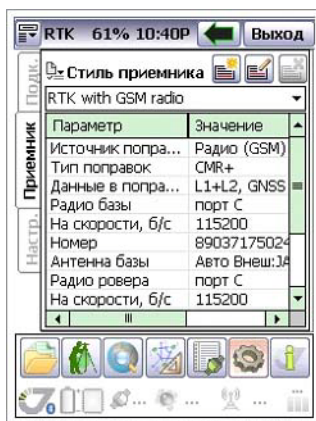 RTK 61% 10:40P Выход
Подк.
Приемник
Настр.
Стиль приемника
RTK with GSM radio
Параметр Значение
Источник попра... Радио (GSM)
Тип поправок CMR+
Данные в попра... L1+L2, GNSS
Радио базы порт C
На скорости, б/с 115200
Номер 89037175024
Антенна базы Авто Внеш:JA
Радио ровера порт C
На скорости, б/с 115200
... ... ...